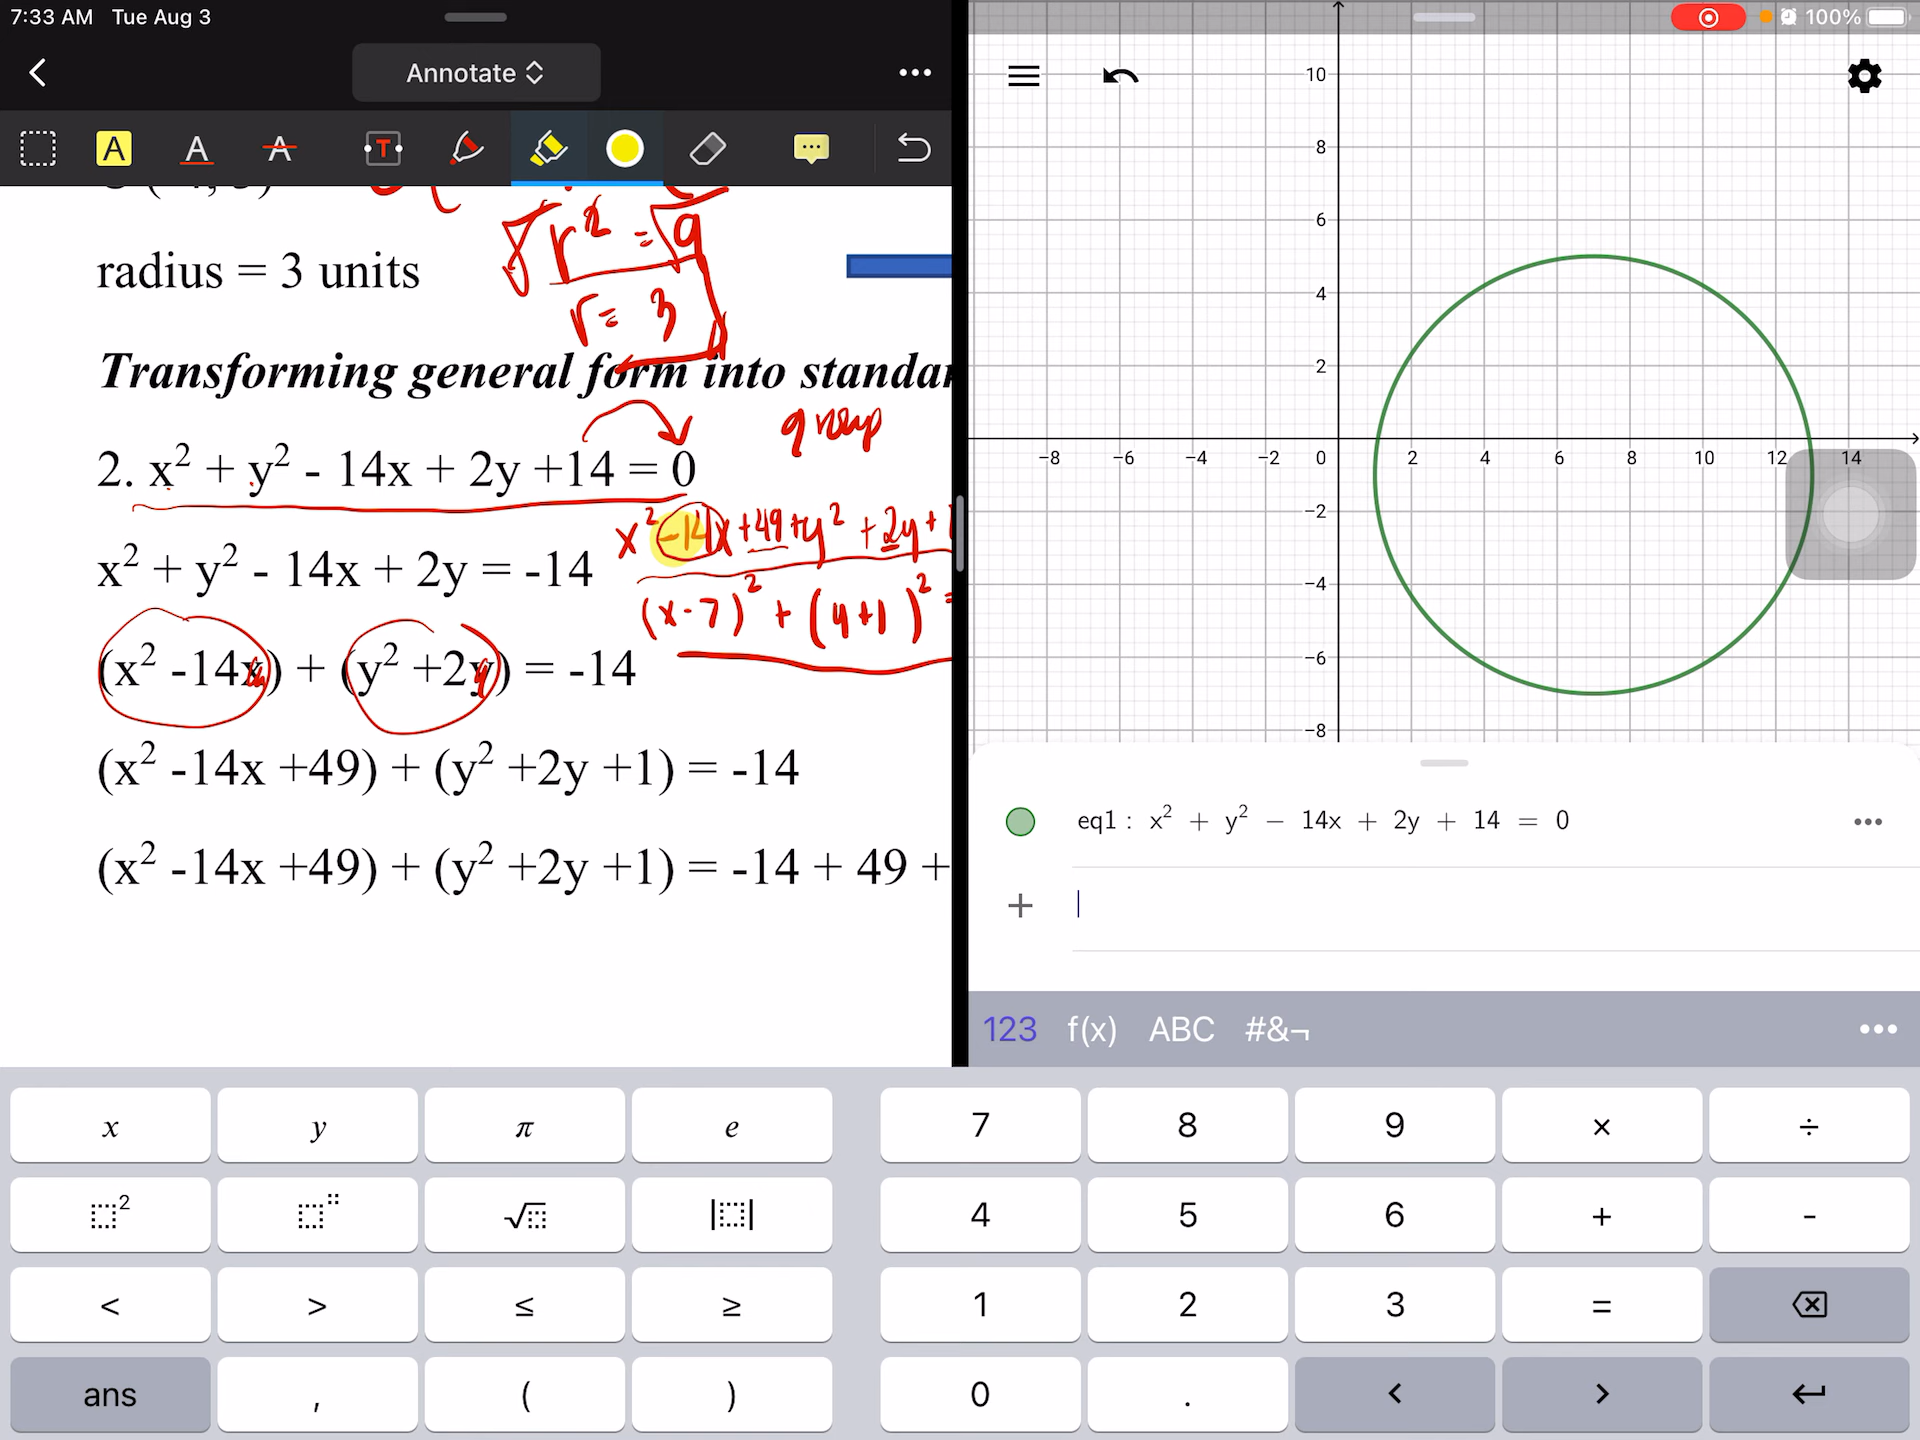 7:33 AM Tue Aug 3
100%
Annotate
A A A T
r² = √9
radius = 3 units
r = 3
Transforming general form into standar
group
2. x² + y² - 14x + 2y +14 = 0
x² -14x +49 +y² +2y +1
x² + y² - 14x + 2y = -14
(x-7)² + (y+1)² =
(x² -14x) + (y² +2y) = -14
(x² -14x +49) + (y² +2y +1) = -14
(x² -14x +49) + (y² +2y +1) = -14 + 49 +
10
8
6
4
2
-8 -6 -4 -2 0 2 4 6 8 10 12 14
-2
-4
-6
-8
eq1 : x² + y² − 14x + 2y + 14 = 0
+
123 f(x) ABC #&¬
x y π e 7 8 9 × ÷
² √ | | 4 5 6 + -
< > ≤ ≥ 1 2 3 =
ans , ( ) 0 . < >